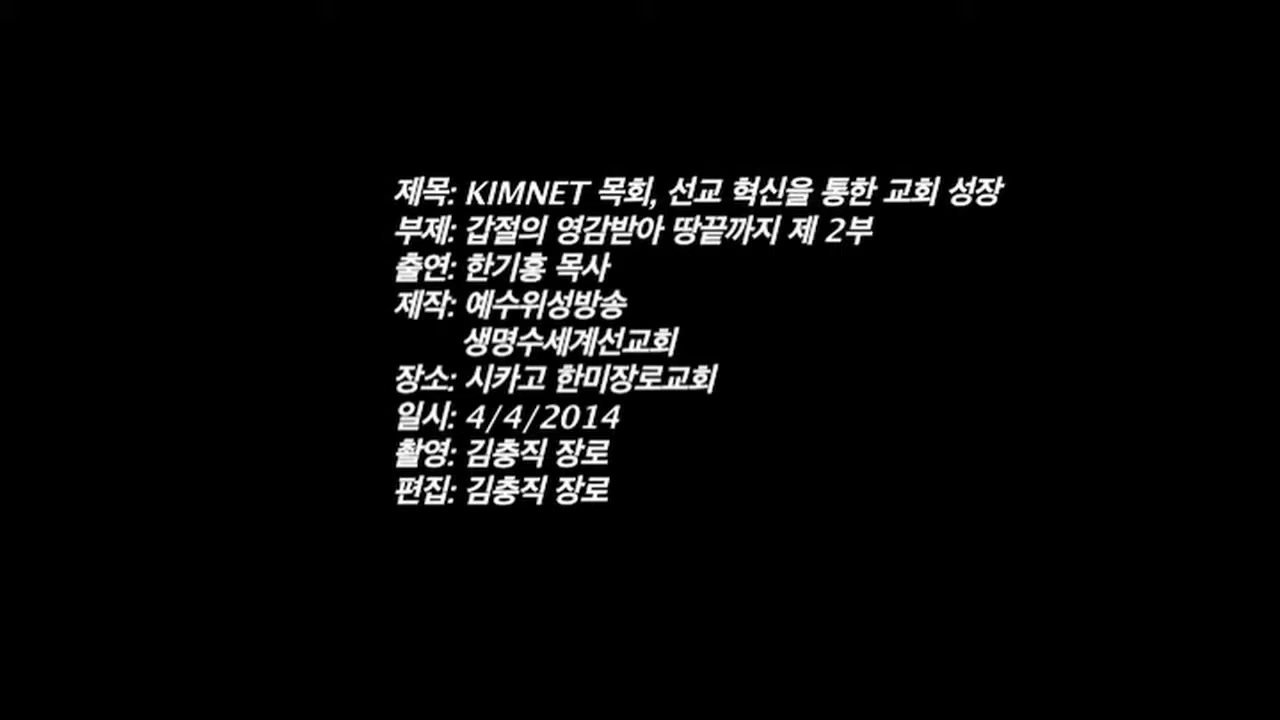 제목: KIMNET 목회, 선교 혁신을 통한 교회 성장
부제: 갑절의 영감받아 땅끝까지 제 2부
출연: 한기홍 목사
제작: 예수위성방송
생명수세계선교회
장소: 시카고 한미장로교회
일시: 4/4/2014
촬영: 김충직 장로
편집: 김충직 장로